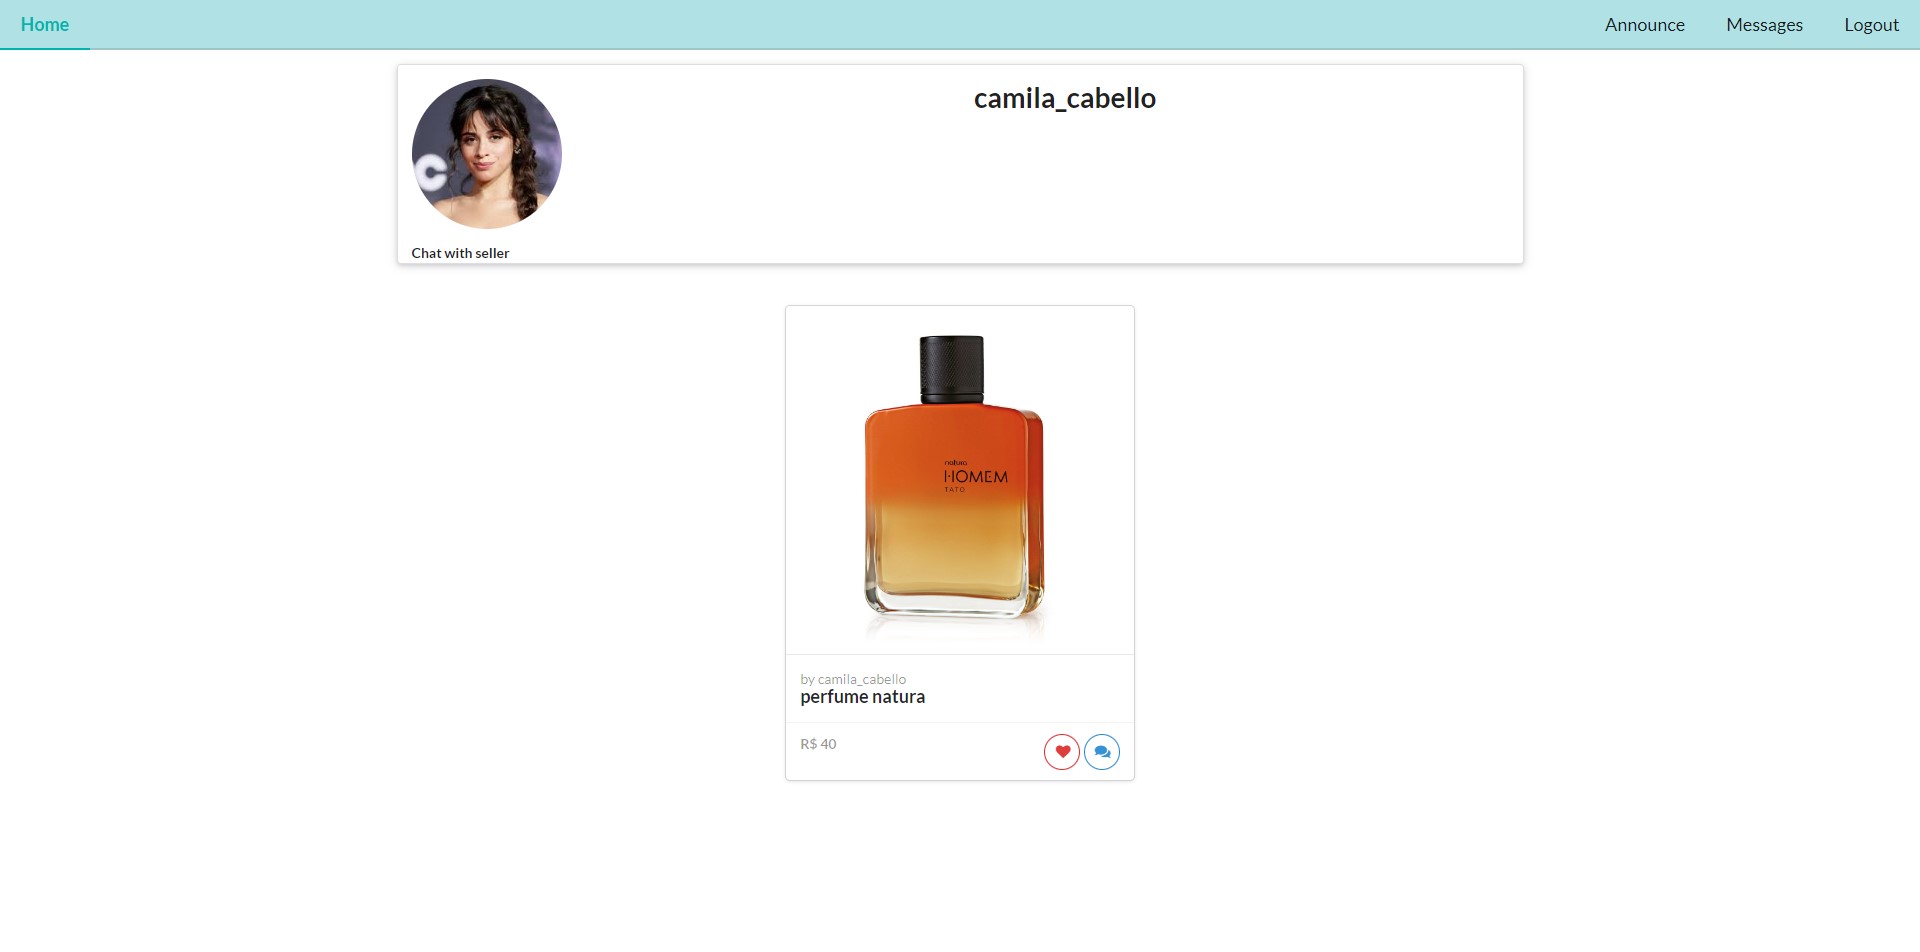 Home
Announce
Messages
Logout
camila_cabello
C
Chat with seller
natura
HOMEM
TATO
by camila_cabello
perfume natura
R$ 40